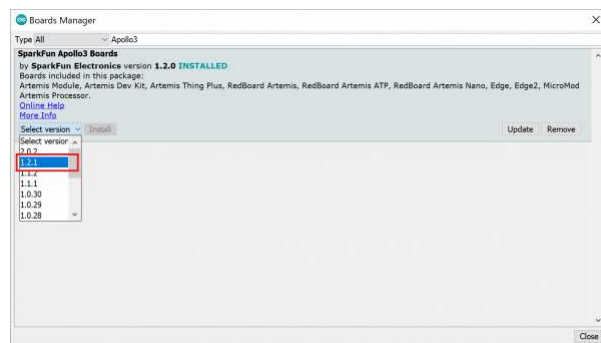 Boards Manager
Type All Apollo3
SparkFun Apollo3 Boards
by SparkFun Electronics version 1.2.0 INSTALLED
Boards included in this package:
Artemis Module, Artemis Dev Kit, Artemis Thing Plus, RedBoard Artemis, RedBoard Artemis ATP, RedBoard Artemis Nano, Edge, Edge2, MicroMod
Artemis Processor.
Online Help
More Info
Select version Install Update Remove
Select version
2.0.2
1.2.1
1.1.2
1.1.1
1.0.30
1.0.29
1.0.28
Close